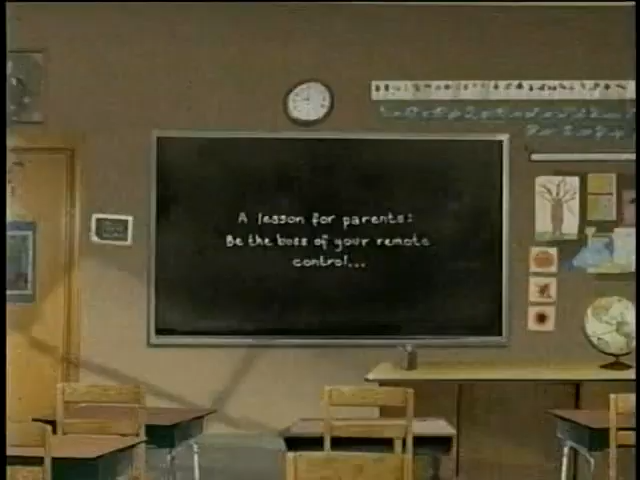 A lesson for parents:
Be the boss of your remote
control...